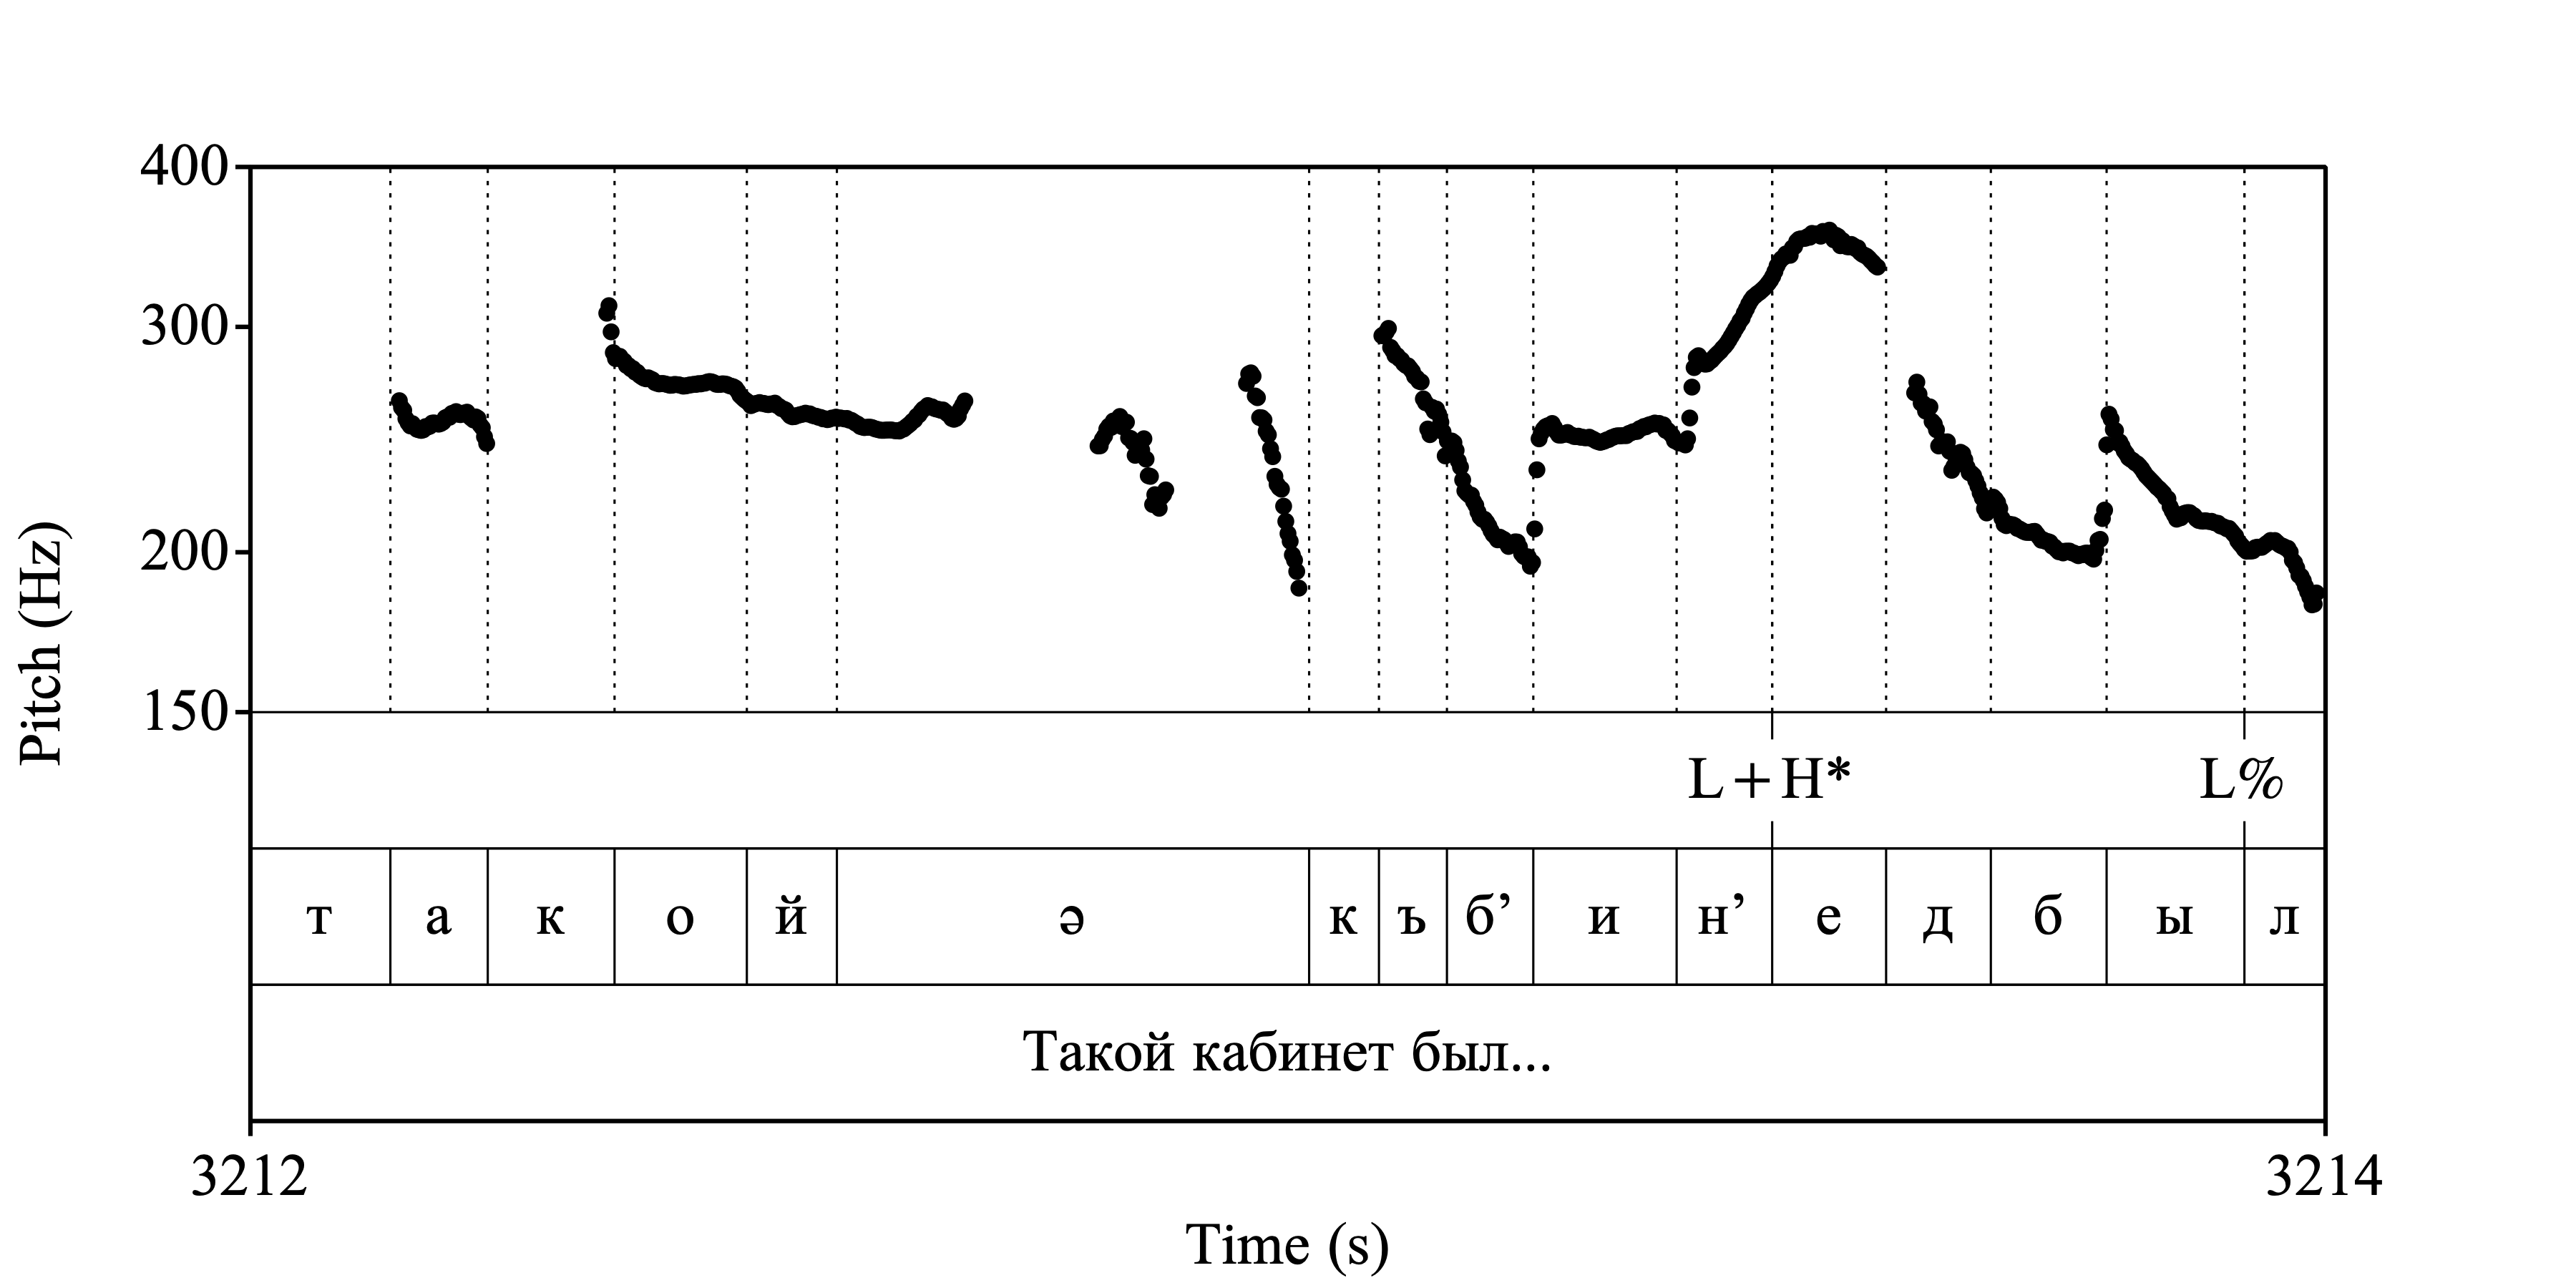 400
300
200
150
Pitch (Hz)
L+H* L%
т а к о й ə к ъ б’ и н’ е д б ы л
Такой кабинет был...
3212 3214
Time (s)